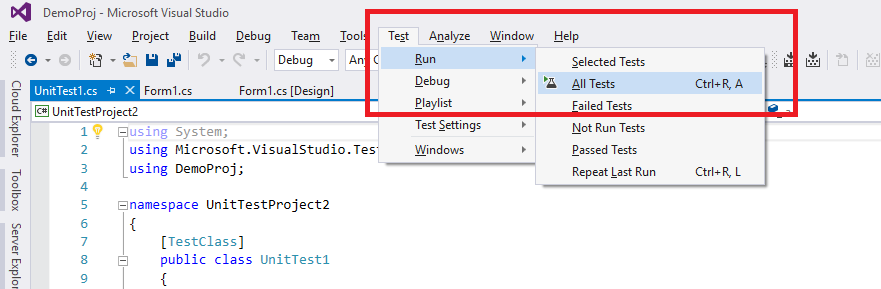 DemoProj - Microsoft Visual Studio
File Edit View Project Build Debug Team Tools Test Analyze Window Help
Debug Any
Run
Debug
Playlist
Test Settings
Windows
Selected Tests
All Tests Ctrl+R, A
Failed Tests
Not Run Tests
Passed Tests
Repeat Last Run Ctrl+R, L
Cloud Explorer
Toolbox
Server Explor
UnitTest1.cs Form1.cs Form1.cs [Design]
C# UnitTestProject2
1 using System;
2 using Microsoft.VisualStudio.Tes
3 using DemoProj;
4
5 namespace UnitTestProject2
6 {
7 [TestClass]
8 public class UnitTest1
9 {